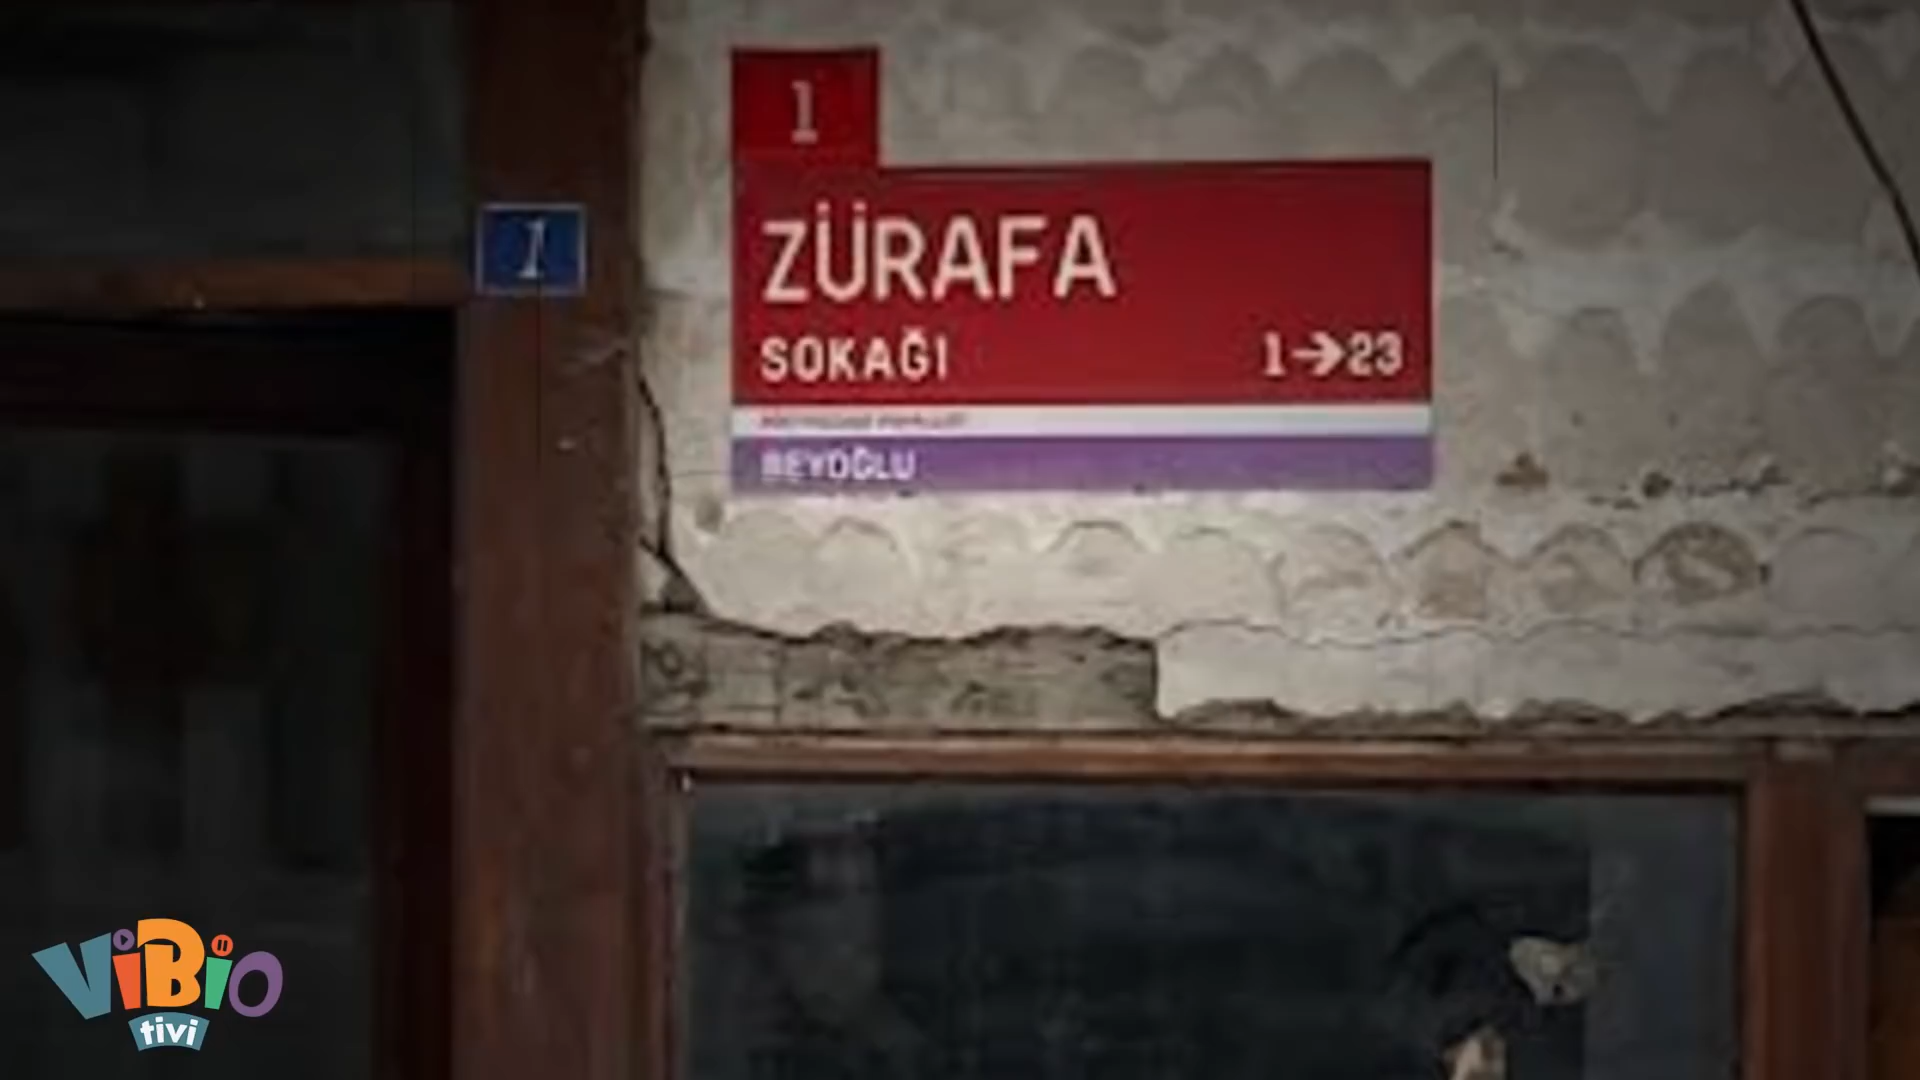 1
1
ZÜRAFA
SOKAĞI
1→23
BEYOĞLU
ViBiO
tivi